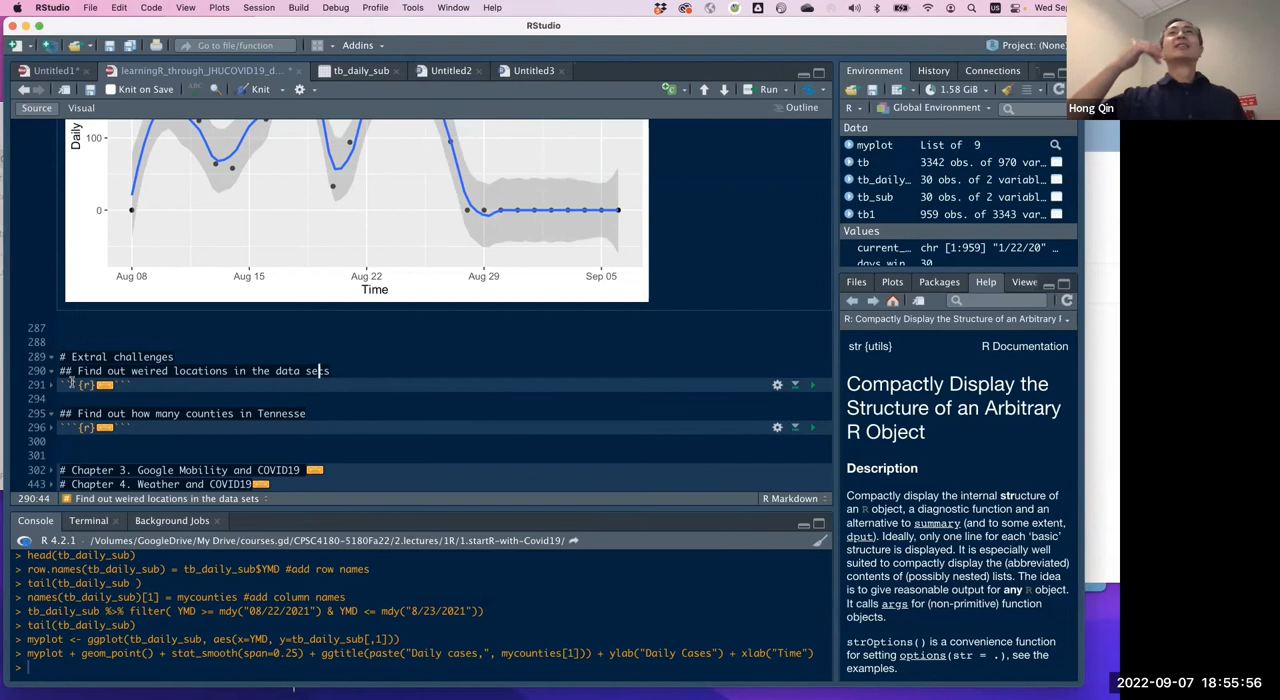 RStudio File Edit Code View Plots Session Build Debug Profile Tools Window Help
US
Wed Sep
RStudio
Go to file/function
Addins
Project: (None)
Untitled1*
learningR_through_JHUCOVID19_d...
tb_daily_sub
Untitled2
Untitled3
Knit on Save
ABC
Knit
Run
Source Visual
Outline
Daily
100
0
Aug 08 Aug 15 Aug 22 Aug 29 Sep 05
Time
287
288
289 # Extral challenges
290 ## Find out weired locations in the data sets
291 ```{r} ```
294
295 ## Find out how many counties in Tennesse
296 ```{r} ```
300
301
302 # Chapter 3. Google Mobility and COVID19
443 # Chapter 4. Weather and COVID19
290:44 # Find out weired locations in the data sets
R Markdown
Console Terminal Background Jobs
R 4.2.1 · /Volumes/GoogleDrive/My Drive/courses.gd/CPSC4180-5180Fa22/2.lectures/1R/1.startR-with-Covid19/
> head(tb_daily_sub)
> row.names(tb_daily_sub) = tb_daily_sub$YMD #add row names
> tail(tb_daily_sub )
> names(tb_daily_sub)[1] = mycounties #add column names
> tb_daily_sub %>% filter( YMD >= mdy("08/22/2021") & YMD <= mdy("8/23/2021"))
> tail(tb_daily_sub)
> myplot <- ggplot(tb_daily_sub, aes(x=YMD, y=tb_daily_sub[,1]))
> myplot + geom_point() + stat_smooth(span=0.25) + ggtitle(paste("Daily cases,", mycounties[1])) + ylab("Daily Cases") + xlab("Time")
>
Environment History Connections
1.58 GiB
R Global Environment
Data
myplot List of 9
tb 3342 obs. of 970 var...
tb_daily... 30 obs. of 2 variabl...
tb_sub 30 obs. of 2 variabl...
tb1 959 obs. of 3343 var...
Values
current_... chr [1:959] "1/22/20" ...
days_win 30
Files Plots Packages Help Viewe
R: Compactly Display the Structure of an Arbitrary F
str {utils} R Documentation
Compactly Display the
Structure of an Arbitrary
R Object
Description
Compactly display the internal structure of
an R object, a diagnostic function and an
alternative to summary (and to some extent,
dput). Ideally, only one line for each 'basic'
structure is displayed. It is especially well
suited to compactly display the (abbreviated)
contents of (possibly nested) lists. The idea
is to give reasonable output for any R object.
It calls args for (non-primitive) function
objects.
strOptions() is a convenience function for
setting options(str = .), see the
examples.
Hong Qin
2022-09-07 18:55:56